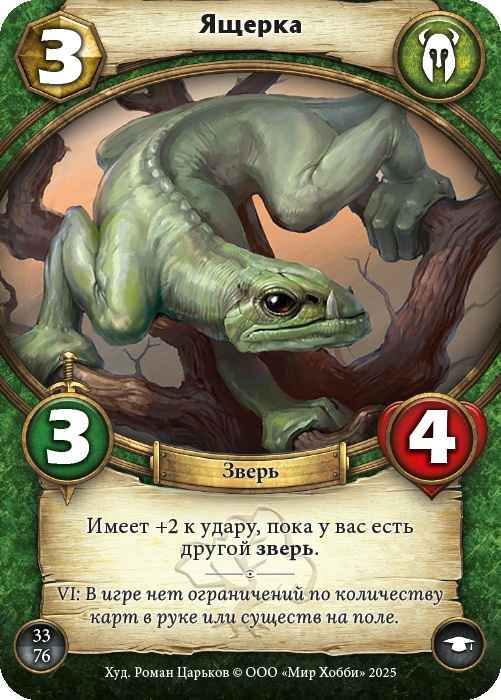 3
Ящерка
3
Зверь
4
Имеет +2 к удару, пока у вас есть
другой зверь.
VI: В игре нет ограничений по количеству
карт в руке или существ на поле.
33
76
Худ. Роман Царьков © ООО «Мир Хобби» 2025